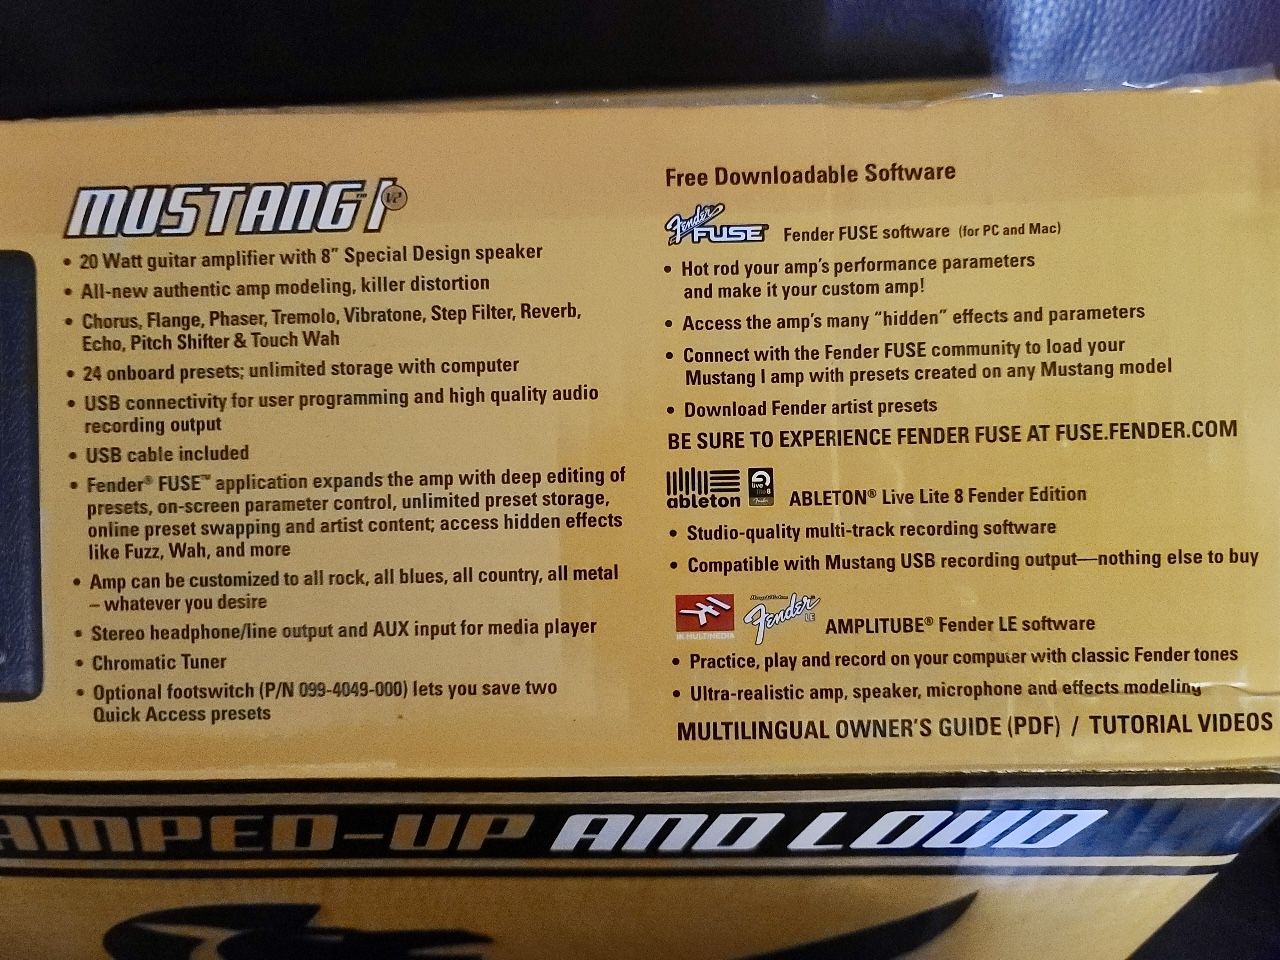 MUSTANG™ I V2
• 20 Watt guitar amplifier with 8" Special Design speaker
• All-new authentic amp modeling, killer distortion
• Chorus, Flange, Phaser, Tremolo, Vibratone, Step Filter, Reverb,
Echo, Pitch Shifter & Touch Wah
• 24 onboard presets; unlimited storage with computer
• USB connectivity for user programming and high quality audio
recording output
• USB cable included
• Fender® FUSE™ application expands the amp with deep editing of
presets, on-screen parameter control, unlimited preset storage,
online preset swapping and artist content; access hidden effects
like Fuzz, Wah, and more
• Amp can be customized to all rock, all blues, all country, all metal
– whatever you desire
• Stereo headphone/line output and AUX input for media player
• Chromatic Tuner
• Optional footswitch (P/N 099-4049-000) lets you save two
Quick Access presets
Free Downloadable Software
Fender FUSE™ Fender FUSE software (for PC and Mac)
• Hot rod your amp's performance parameters
and make it your custom amp!
• Access the amp's many "hidden" effects and parameters
• Connect with the Fender FUSE community to load your
Mustang I amp with presets created on any Mustang model
• Download Fender artist presets
BE SURE TO EXPERIENCE FENDER FUSE AT FUSE.FENDER.COM
ableton live lite 8 Fender ABLETON® Live Lite 8 Fender Edition
• Studio-quality multi-track recording software
• Compatible with Mustang USB recording output—nothing else to buy
IK MULTIMEDIA AmpliTube Fender LE AMPLITUBE® Fender LE software
• Practice, play and record on your computer with classic Fender tones
• Ultra-realistic amp, speaker, microphone and effects modeling
MULTILINGUAL OWNER'S GUIDE (PDF) / TUTORIAL VIDEOS
AMPED-UP AND LOUD